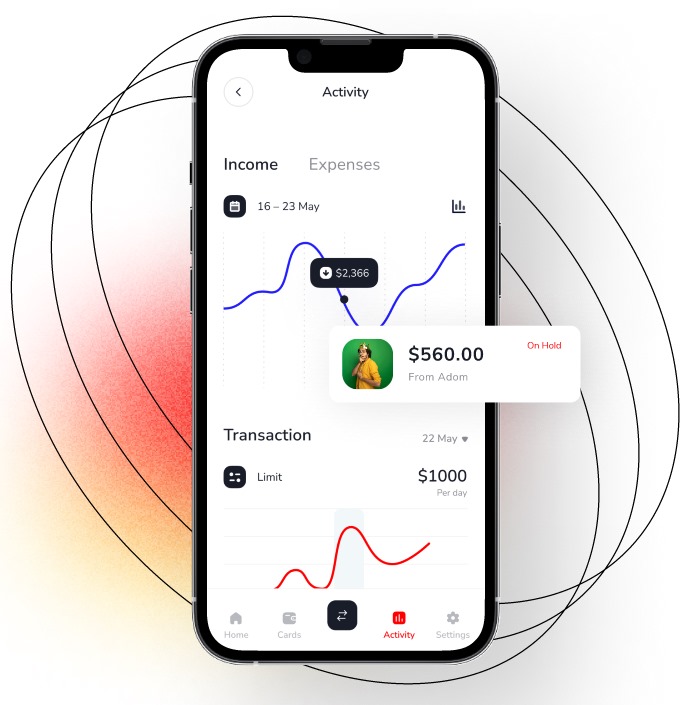 Activity
Income Expenses
16 – 23 May
$2,366
$560.00 On Hold
From Adom
Transaction 22 May
Limit $1000
Per day
Home Cards Activity Settings